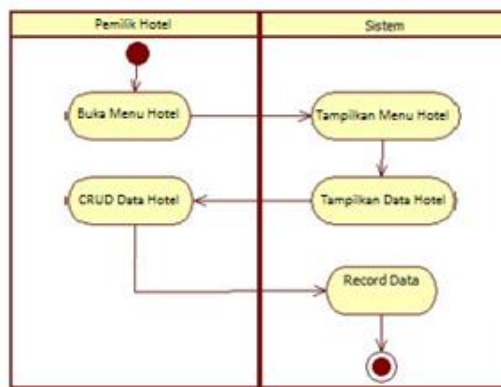 Pemilik Hotel
Sistem
Buka Menu Hotel
Tampilkan Menu Hotel
CRUD Data Hotel
Tampilkan Data Hotel
Record Data